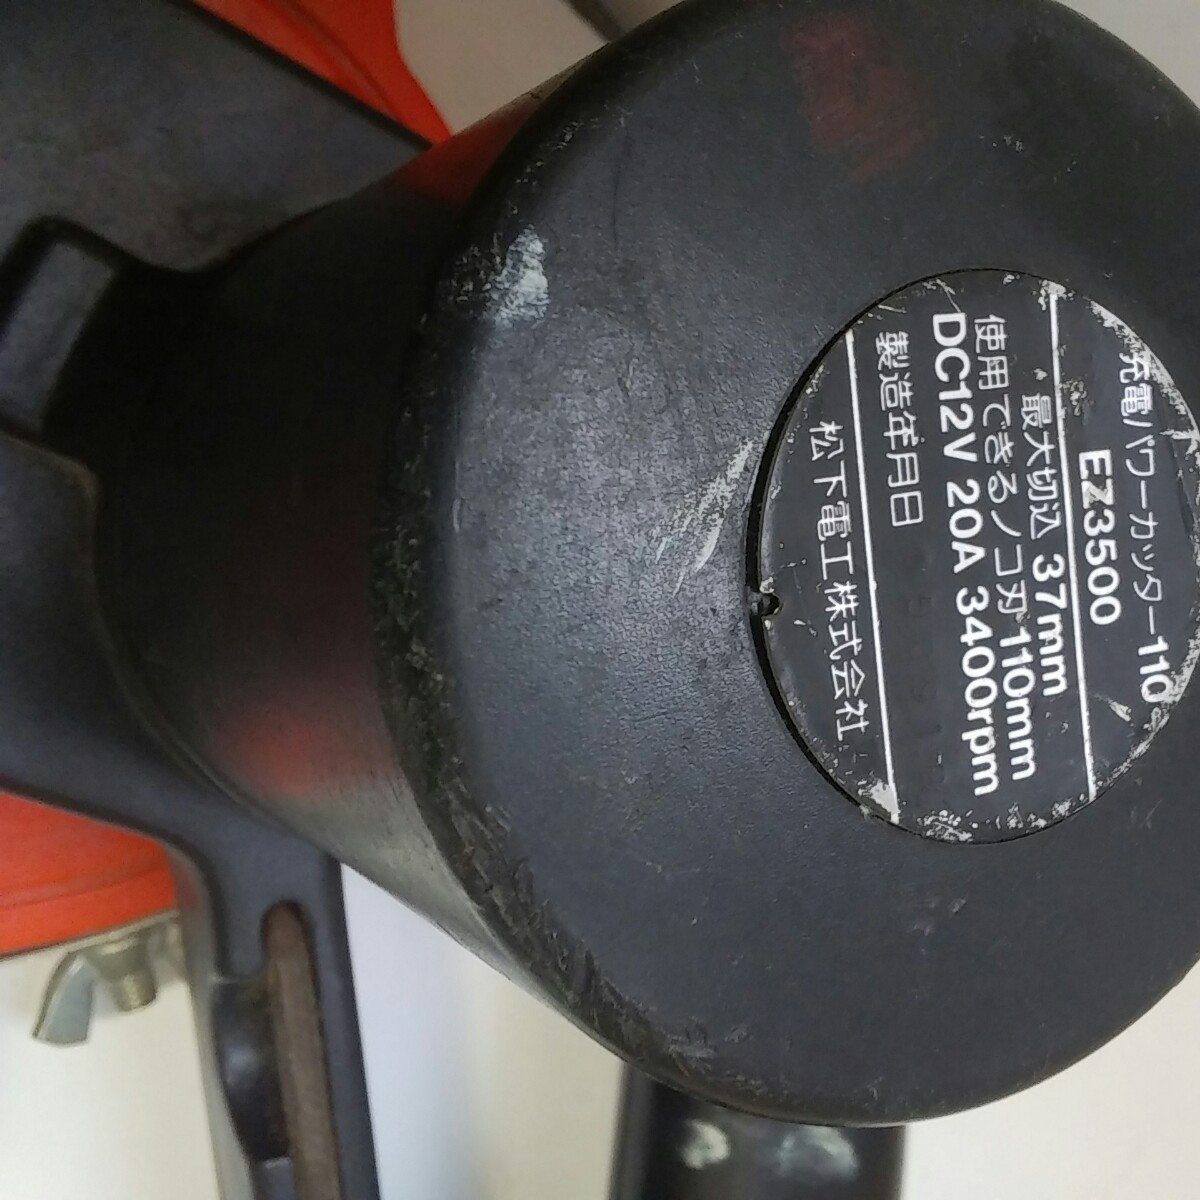 充電パワーカッター110
EZ3500
最大切込 37mm
使用できるノコ刃 110mm
DC12V 20A 3400rpm
製造年月日
松下電工株式会社